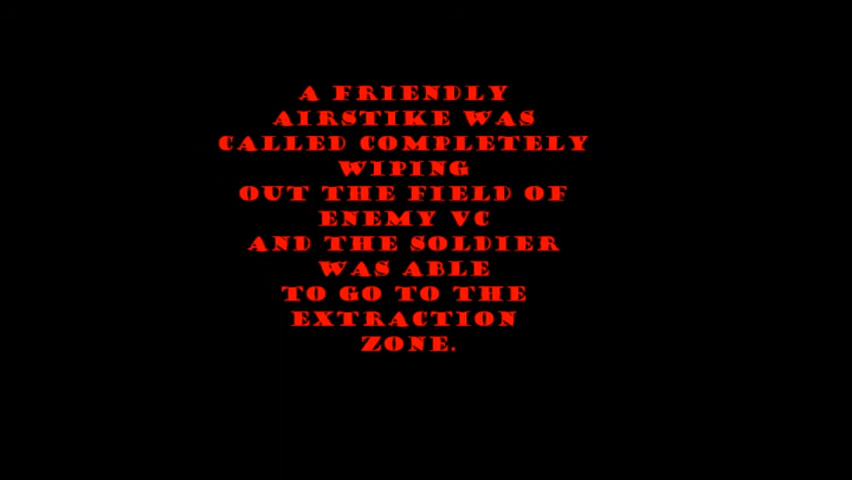 A FRIENDLY
AIRSTIKE WAS
CALLED COMPLETELY
WIPING
OUT THE FIELD OF
ENEMY VC
AND THE SOLDIER
WAS ABLE
TO GO TO THE
EXTRACTION
ZONE.